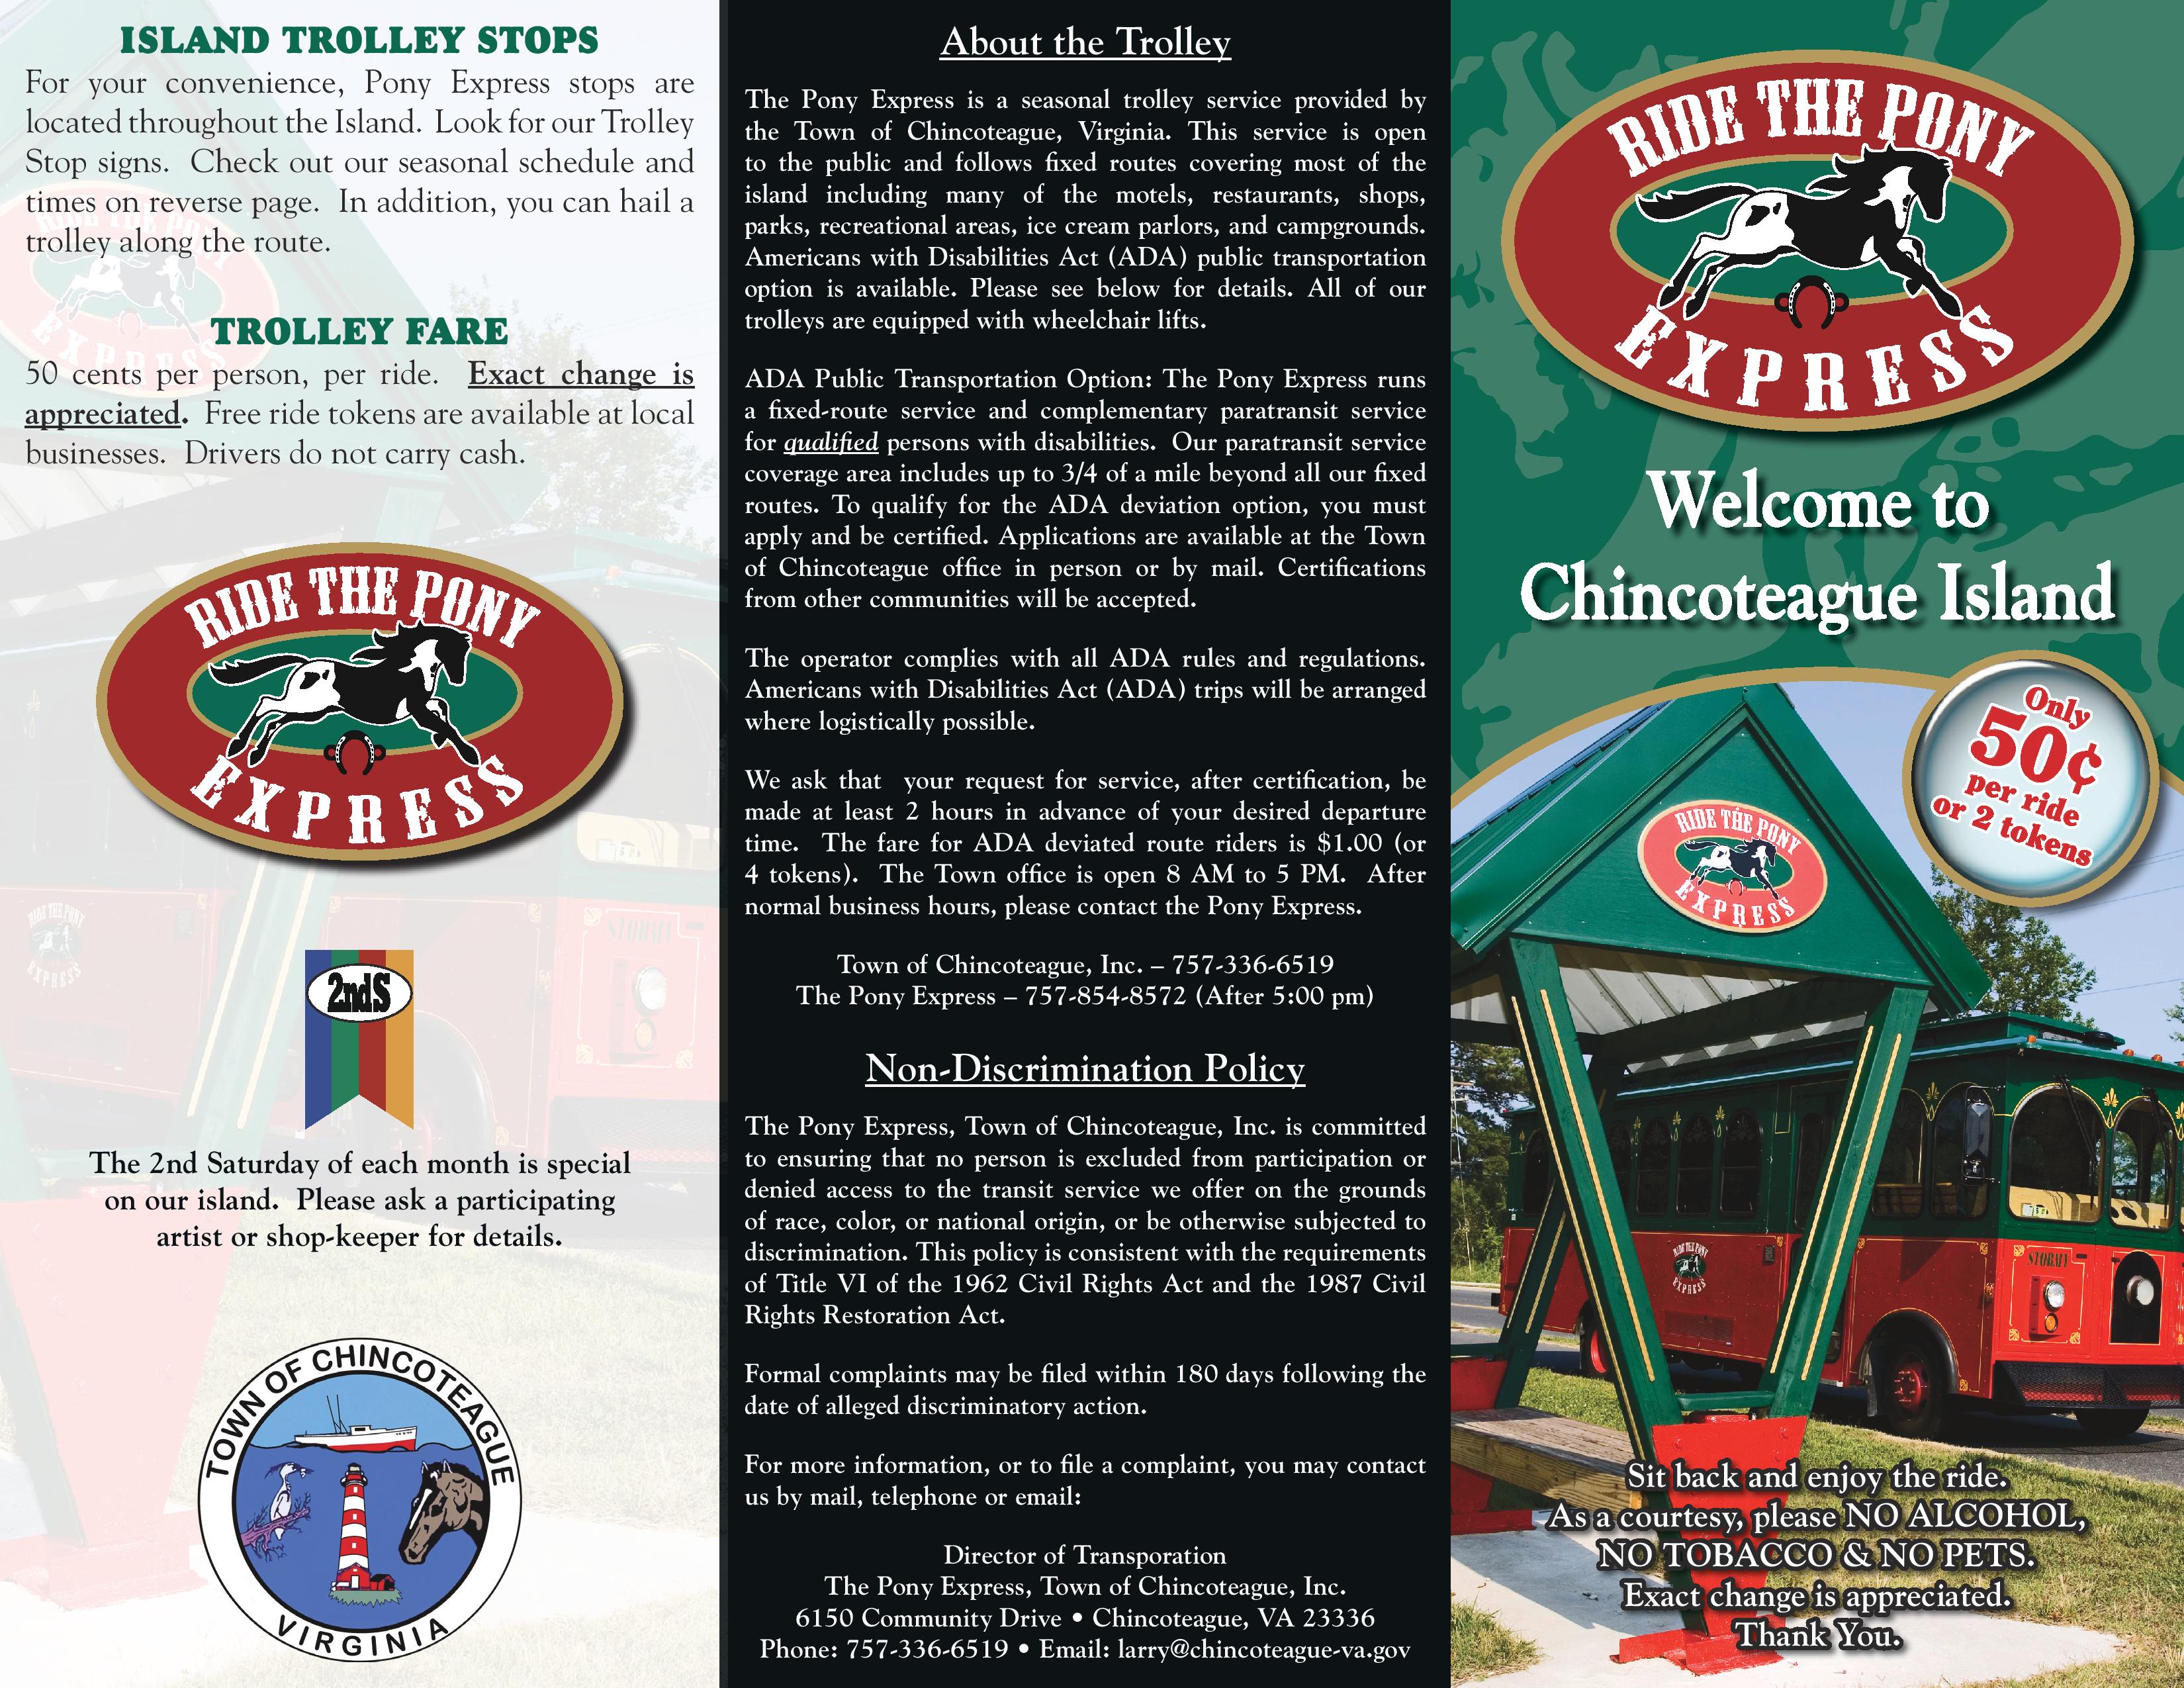 ISLAND TROLLEY STOPS
For your convenience, Pony Express stops are
located throughout the Island. Look for our Trolley
Stop signs. Check out our seasonal schedule and
times on reverse page. In addition, you can hail a
trolley along the route.
TROLLEY FARE
50 cents per person, per ride. Exact change is
appreciated. Free ride tokens are available at local
businesses. Drivers do not carry cash.
RIDE THE PONY
EXPRESS
2ndS
The 2nd Saturday of each month is special
on our island. Please ask a participating
artist or shop-keeper for details.
TOWN OF CHINCOTEAGUE
VIRGINIA
About the Trolley
The Pony Express is a seasonal trolley service provided by
the Town of Chincoteague, Virginia. This service is open
to the public and follows fixed routes covering most of the
island including many of the motels, restaurants, shops,
parks, recreational areas, ice cream parlors, and campgrounds.
Americans with Disabilities Act (ADA) public transportation
option is available. Please see below for details. All of our
trolleys are equipped with wheelchair lifts.
ADA Public Transportation Option: The Pony Express runs
a fixed-route service and complementary paratransit service
for qualified persons with disabilities. Our paratransit service
coverage area includes up to 3/4 of a mile beyond all our fixed
routes. To qualify for the ADA deviation option, you must
apply and be certified. Applications are available at the Town
of Chincoteague office in person or by mail. Certifications
from other communities will be accepted.
The operator complies with all ADA rules and regulations.
Americans with Disabilities Act (ADA) trips will be arranged
where logistically possible.
We ask that your request for service, after certification, be
made at least 2 hours in advance of your desired departure
time. The fare for ADA deviated route riders is $1.00 (or
4 tokens). The Town office is open 8 AM to 5 PM. After
normal business hours, please contact the Pony Express.
Town of Chincoteague, Inc. – 757-336-6519
The Pony Express – 757-854-8572 (After 5:00 pm)
Non-Discrimination Policy
The Pony Express, Town of Chincoteague, Inc. is committed
to ensuring that no person is excluded from participation or
denied access to the transit service we offer on the grounds
of race, color, or national origin, or be otherwise subjected to
discrimination. This policy is consistent with the requirements
of Title VI of the 1962 Civil Rights Act and the 1987 Civil
Rights Restoration Act.
Formal complaints may be filed within 180 days following the
date of alleged discriminatory action.
For more information, or to file a complaint, you may contact
us by mail, telephone or email:
Director of Transporation
The Pony Express, Town of Chincoteague, Inc.
6150 Community Drive • Chincoteague, VA 23336
Phone: 757-336-6519 • Email: larry@chincoteague-va.gov
RIDE THE PONY
EXPRESS
Welcome to
Chincoteague Island
Only
50¢
per ride
or 2 tokens
RIDE THE PONY
EXPRESS
RIDE THE PONY
EXPRESS
STORMY
Sit back and enjoy the ride.
As a courtesy, please NO ALCOHOL,
NO TOBACCO & NO PETS.
Exact change is appreciated.
Thank You.